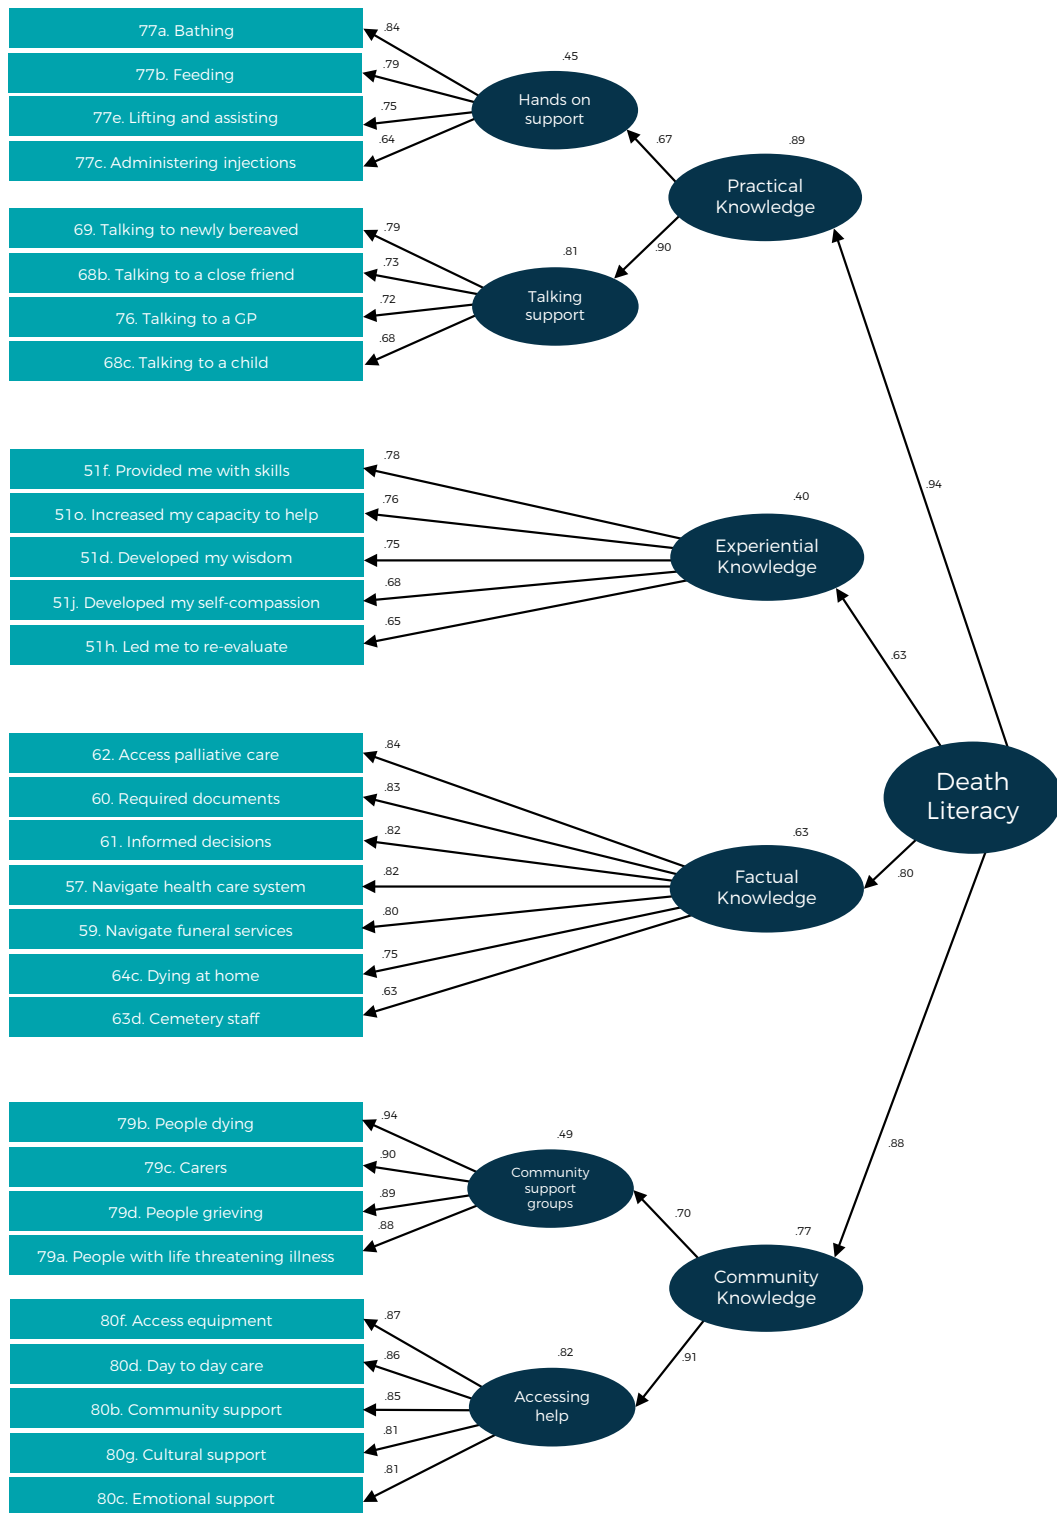 77a. Bathing
77b. Feeding
77e. Lifting and assisting
77c. Administering injections
.84
.79
.75
.64
.45
Hands on
support
.67
.89
Practical
Knowledge
69. Talking to newly bereaved
68b. Talking to a close friend
76. Talking to a GP
68c. Talking to a child
.79
.73
.72
.68
.81
Talking
support
.90
.94
51f. Provided me with skills
51o. Increased my capacity to help
51d. Developed my wisdom
51j. Developed my self-compassion
51h. Led me to re-evaluate
.78
.76
.75
.68
.65
.40
Experiential
Knowledge
.63
Death
Literacy
62. Access palliative care
60. Required documents
61. Informed decisions
57. Navigate health care system
59. Navigate funeral services
64c. Dying at home
63d. Cemetery staff
.84
.83
.82
.82
.80
.75
.63
.63
Factual
Knowledge
.80
.88
79b. People dying
79c. Carers
79d. People grieving
79a. People with life threatening illness
.94
.90
.89
.88
.49
Community
support
groups
.70
.77
Community
Knowledge
80f. Access equipment
80d. Day to day care
80b. Community support
80g. Cultural support
80c. Emotional support
.87
.86
.85
.81
.81
.82
Accessing
help
.91